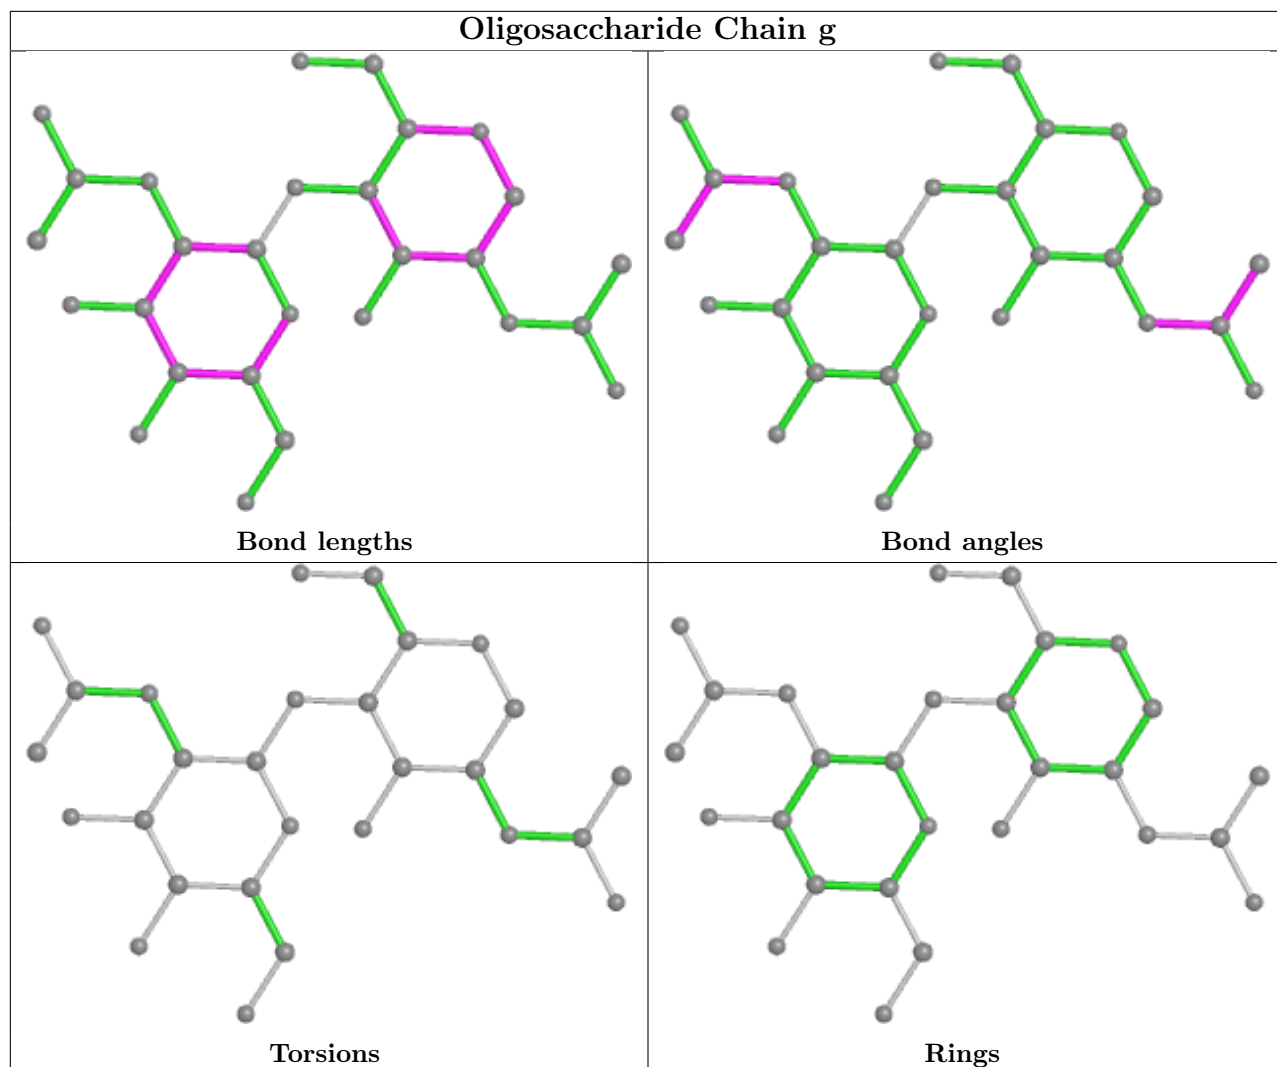 Oligosaccharide Chain g
Bond lengths
Bond angles
Torsions
Rings